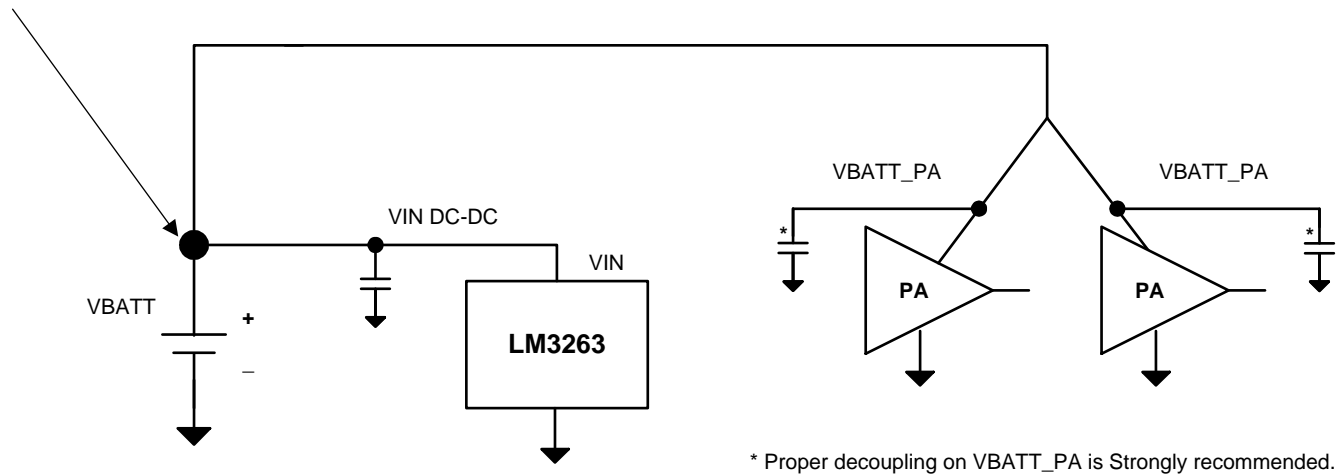 VBATT_PA
VBATT_PA
VIN DC-DC
*
*
VIN
VBATT
+
PA
PA
LM3263
_
* Proper decoupling on VBATT_PA is Strongly recommended.